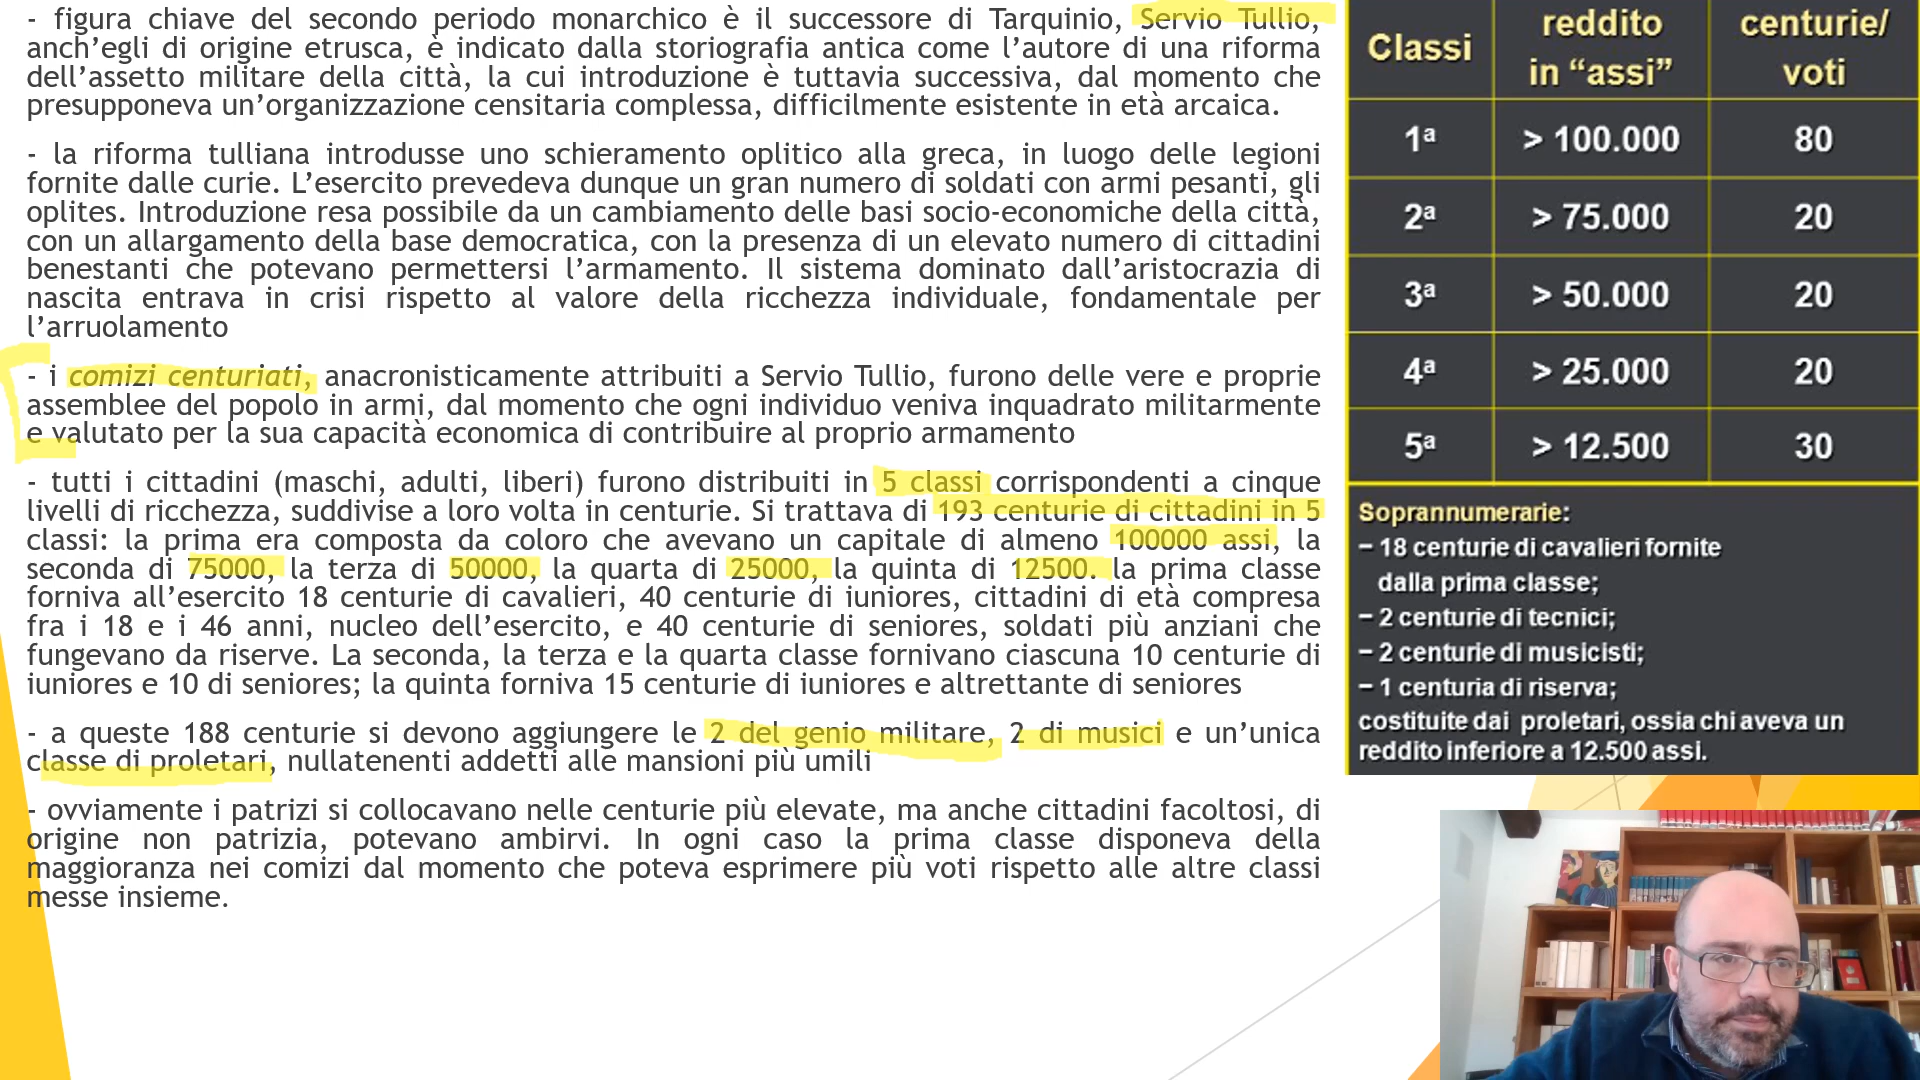 - figura chiave del secondo periodo monarchico è il successore di Tarquinio, Servio Tullio,
anch’egli di origine etrusca, è indicato dalla storiografia antica come l’autore di una riforma
dell’assetto militare della città, la cui introduzione è tuttavia successiva, dal momento che
presupponeva un’organizzazione censitaria complessa, difficilmente esistente in età arcaica.
- la riforma tulliana introdusse uno schieramento oplitico alla greca, in luogo delle legioni
fornite dalle curie. L’esercito prevedeva dunque un gran numero di soldati con armi pesanti, gli
oplites. Introduzione resa possibile da un cambiamento delle basi socio-economiche della città,
con un allargamento della base democratica, con la presenza di un elevato numero di cittadini
benestanti che potevano permettersi l’armamento. Il sistema dominato dall’aristocrazia di
nascita entrava in crisi rispetto al valore della ricchezza individuale, fondamentale per
l’arruolamento
- i comizi centuriati, anacronisticamente attribuiti a Servio Tullio, furono delle vere e proprie
assemblee del popolo in armi, dal momento che ogni individuo veniva inquadrato militarmente
e valutato per la sua capacità economica di contribuire al proprio armamento
- tutti i cittadini (maschi, adulti, liberi) furono distribuiti in 5 classi corrispondenti a cinque
livelli di ricchezza, suddivise a loro volta in centurie. Si trattava di 193 centurie di cittadini in 5
classi: la prima era composta da coloro che avevano un capitale di almeno 100000 assi, la
seconda di 75000, la terza di 50000, la quarta di 25000, la quinta di 12500. la prima classe
forniva all’esercito 18 centurie di cavalieri, 40 centurie di iuniores, cittadini di età compresa
fra i 18 e i 46 anni, nucleo dell’esercito, e 40 centurie di seniores, soldati più anziani che
fungevano da riserve. La seconda, la terza e la quarta classe fornivano ciascuna 10 centurie di
iuniores e 10 di seniores; la quinta forniva 15 centurie di iuniores e altrettante di seniores
- a queste 188 centurie si devono aggiungere le 2 del genio militare, 2 di musici e un’unica
classe di proletari, nullatenenti addetti alle mansioni più umili
- ovviamente i patrizi si collocavano nelle centurie più elevate, ma anche cittadini facoltosi, di
origine non patrizia, potevano ambirvi. In ogni caso la prima classe disponeva della
maggioranza nei comizi dal momento che poteva esprimere più voti rispetto alle altre classi
messe insieme.
Classi reddito in “assi” centurie/ voti
1ª > 100.000 80
2ª > 75.000 20
3ª > 50.000 20
4ª > 25.000 20
5ª > 12.500 30
Soprannumerarie:
– 18 centurie di cavalieri fornite
dalla prima classe;
– 2 centurie di tecnici;
– 2 centurie di musicisti;
– 1 centuria di riserva;
costituite dai proletari, ossia chi aveva un
reddito inferiore a 12.500 assi.